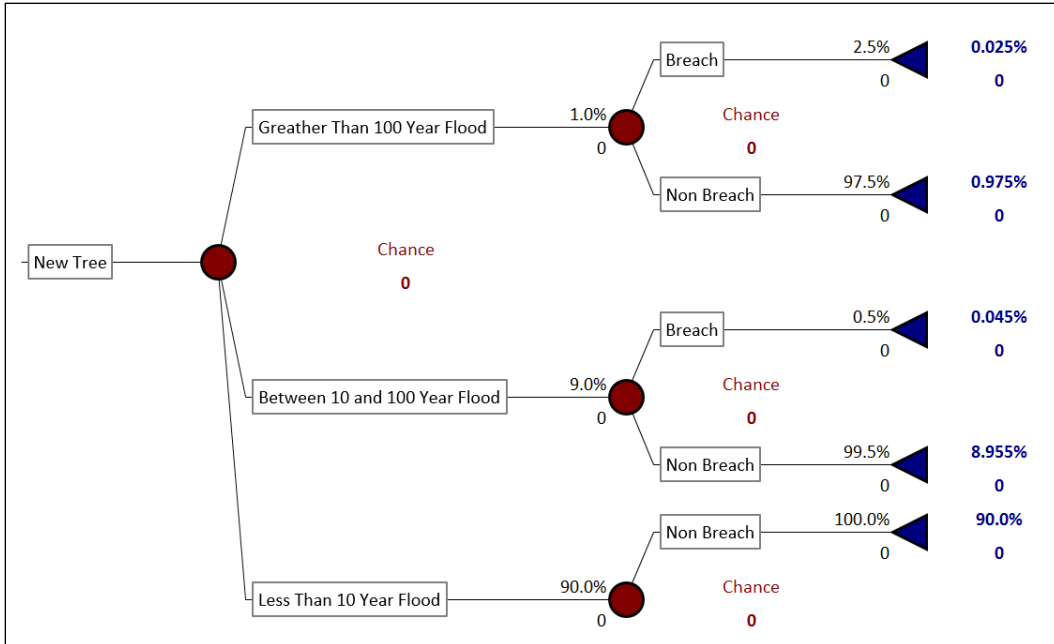 Breach
2.5%
0.025%
0
0
Greather Than 100 Year Flood
1.0%
Chance
0
0
Non Breach
97.5%
0.975%
0
0
New Tree
Chance
0
Breach
0.5%
0.045%
0
0
Between 10 and 100 Year Flood
9.0%
Chance
0
0
Non Breach
99.5%
8.955%
0
0
Non Breach
100.0%
90.0%
0
0
Less Than 10 Year Flood
90.0%
Chance
0
0